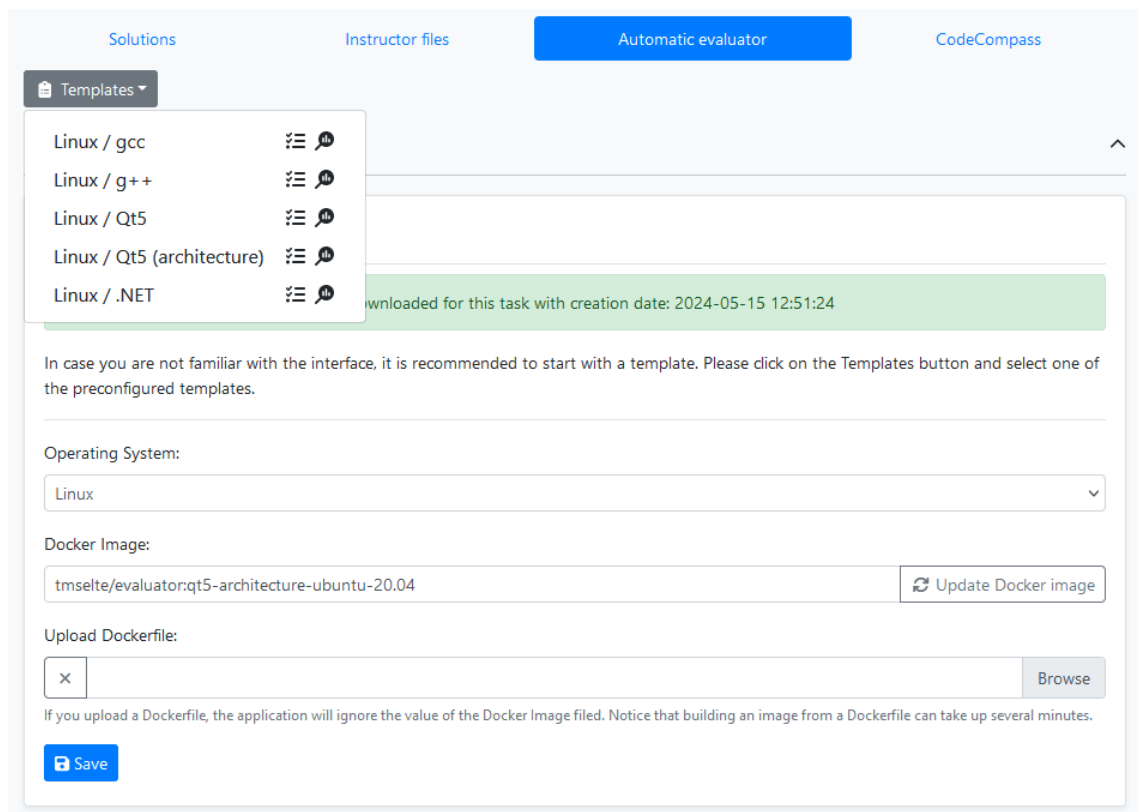 Solutions
Instructor files
Automatic evaluator
CodeCompass
Templates
Linux / gcc
Linux / g++
Linux / Qt5
Linux / Qt5 (architecture)
Linux / .NET
wnloaded for this task with creation date: 2024-05-15 12:51:24
In case you are not familiar with the interface, it is recommended to start with a template. Please click on the Templates button and select one of
the preconfigured templates.
Operating System:
Linux
Docker Image:
tmselte/evaluator:qt5-architecture-ubuntu-20.04
Update Docker image
Upload Dockerfile:
Browse
If you upload a Dockerfile, the application will ignore the value of the Docker Image filed. Notice that building an image from a Dockerfile can take up several minutes.
Save